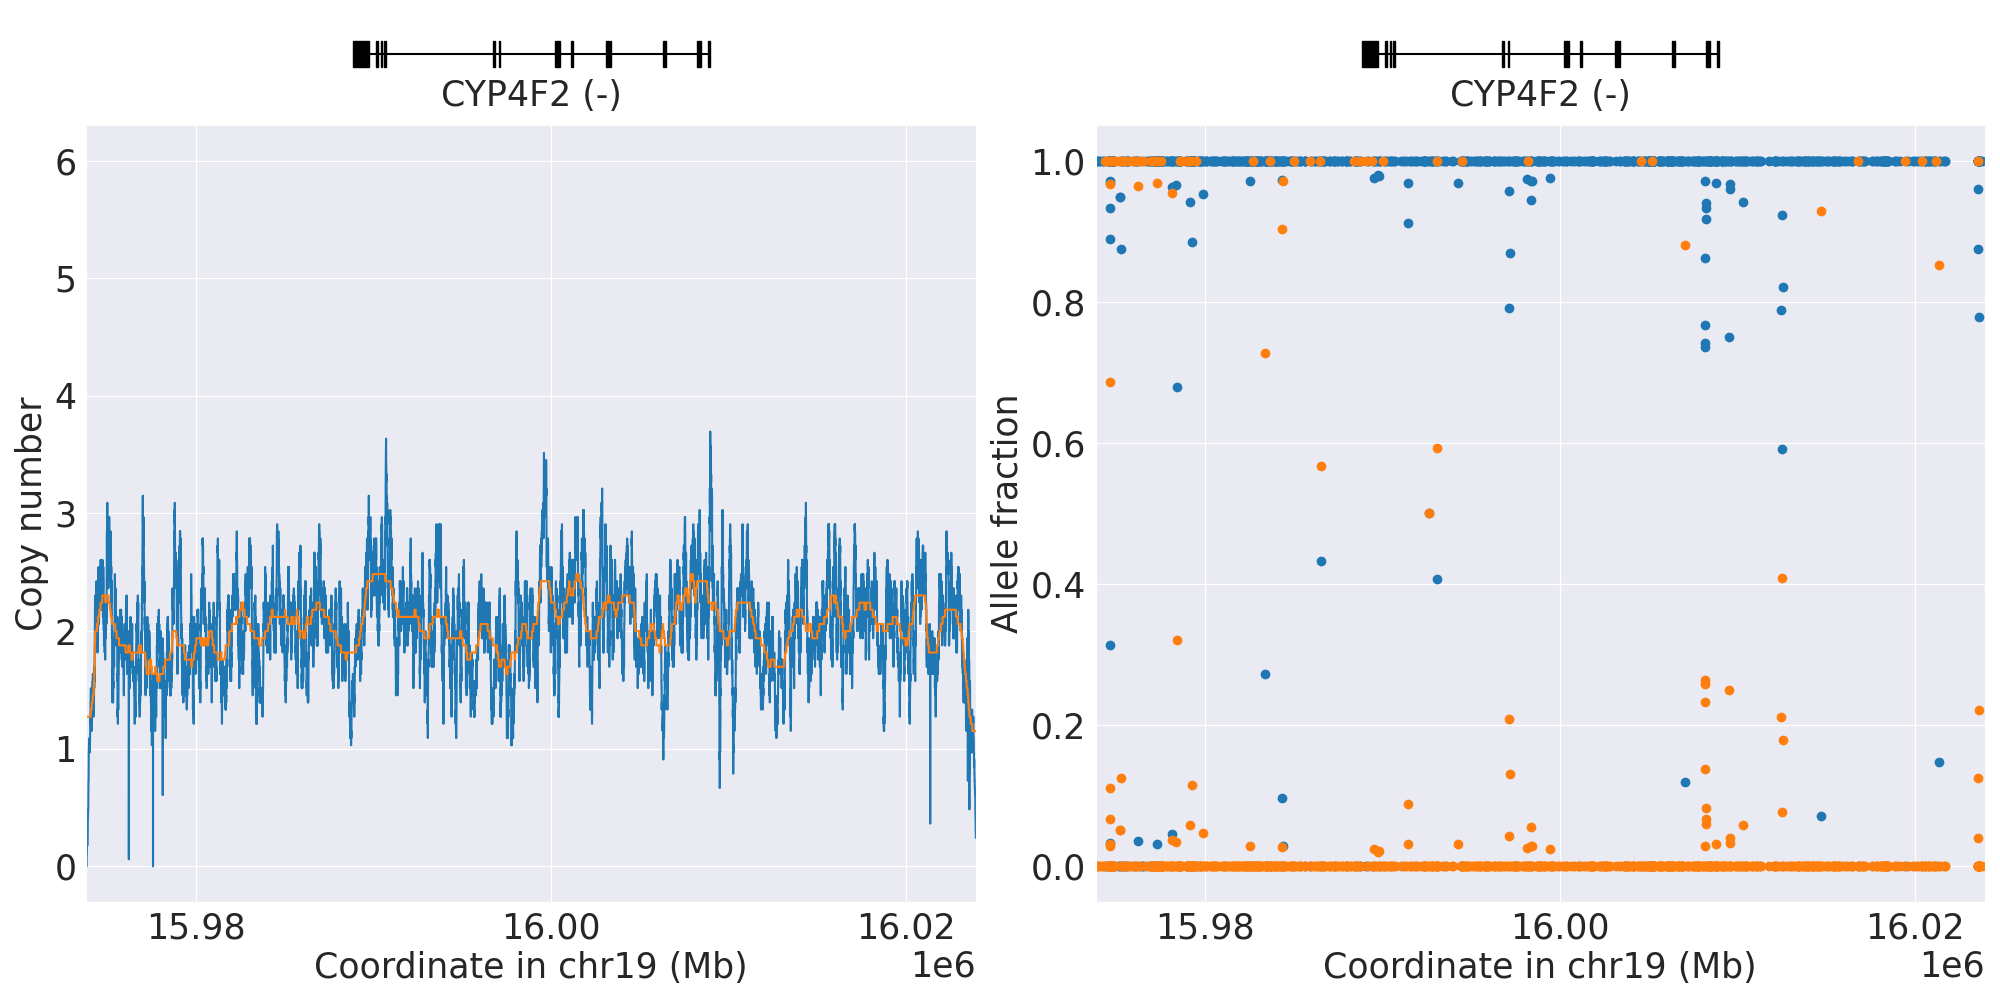 CYP4F2 (-)
6
5
4
3
2
1
0
Copy number
15.98
16.00
16.02
Coordinate in chr19 (Mb)
1e6
CYP4F2 (-)
1.0
0.8
0.6
0.4
0.2
0.0
Allele fraction
15.98
16.00
16.02
Coordinate in chr19 (Mb)
1e6